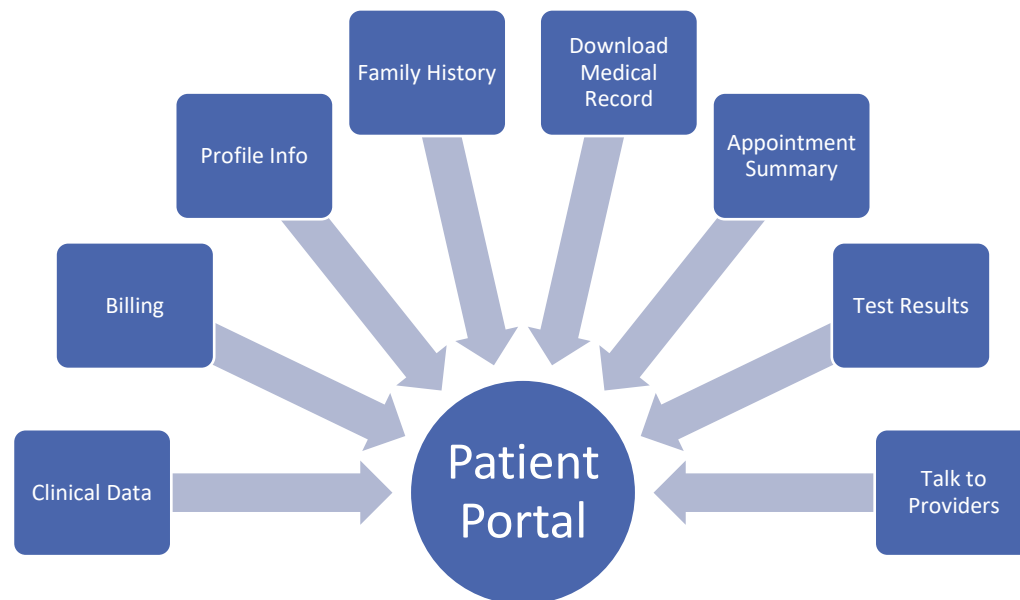 Family History
Download
Medical
Record
Profile Info
Appointment
Summary
Billing
Test Results
Clinical Data
Patient
Portal
Talk to
Providers